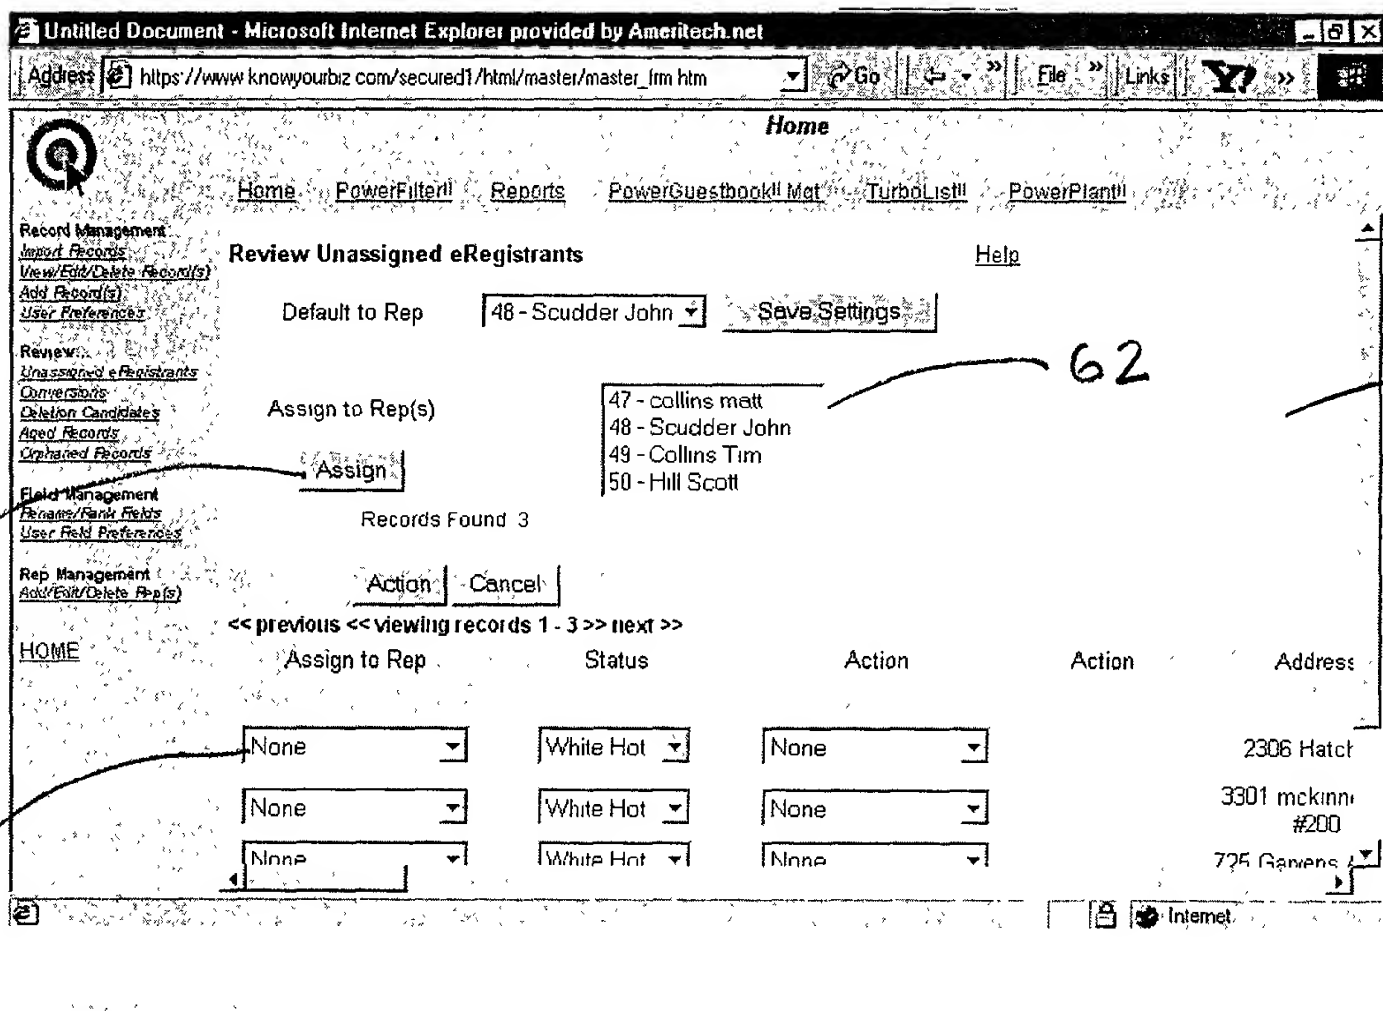 Untitled Document - Microsoft Internet Explorer provided by Ameritech.net
Address https://www.knowyourbiz com/secured1/html/master/master_frm htm Go » File » Links Y! »
Home
Home PowerFilterII Reports PowerGuestbookII Mgt TurboListII PowerPlantII
Record Management
Import Records
View/Edit/Delete Record(s)
Add Record(s)
User Preferences
Review Unassigned eRegistrants Help
Default to Rep 48 - Scudder John Save Settings
Review
Unassigned eRegistrants
Conversions
Deletion Candidates
Aged Records
Orphaned Records
62
Assign to Rep(s)
47 - collins matt
48 - Scudder John
49 - Collins Tim
50 - Hill Scott
Assign
Field Management
Rename/Rank Fields
User Field Preferences
Records Found 3
Rep Management
Add/Edit/Delete Rep(s)
Action Cancel
<< previous << viewing records 1 - 3 >> next >>
HOME
Assign to Rep Status Action Action Address
None White Hot None 2306 Hatch
None White Hot None 3301 mckinn
#200
None White Hot None 725
Internet